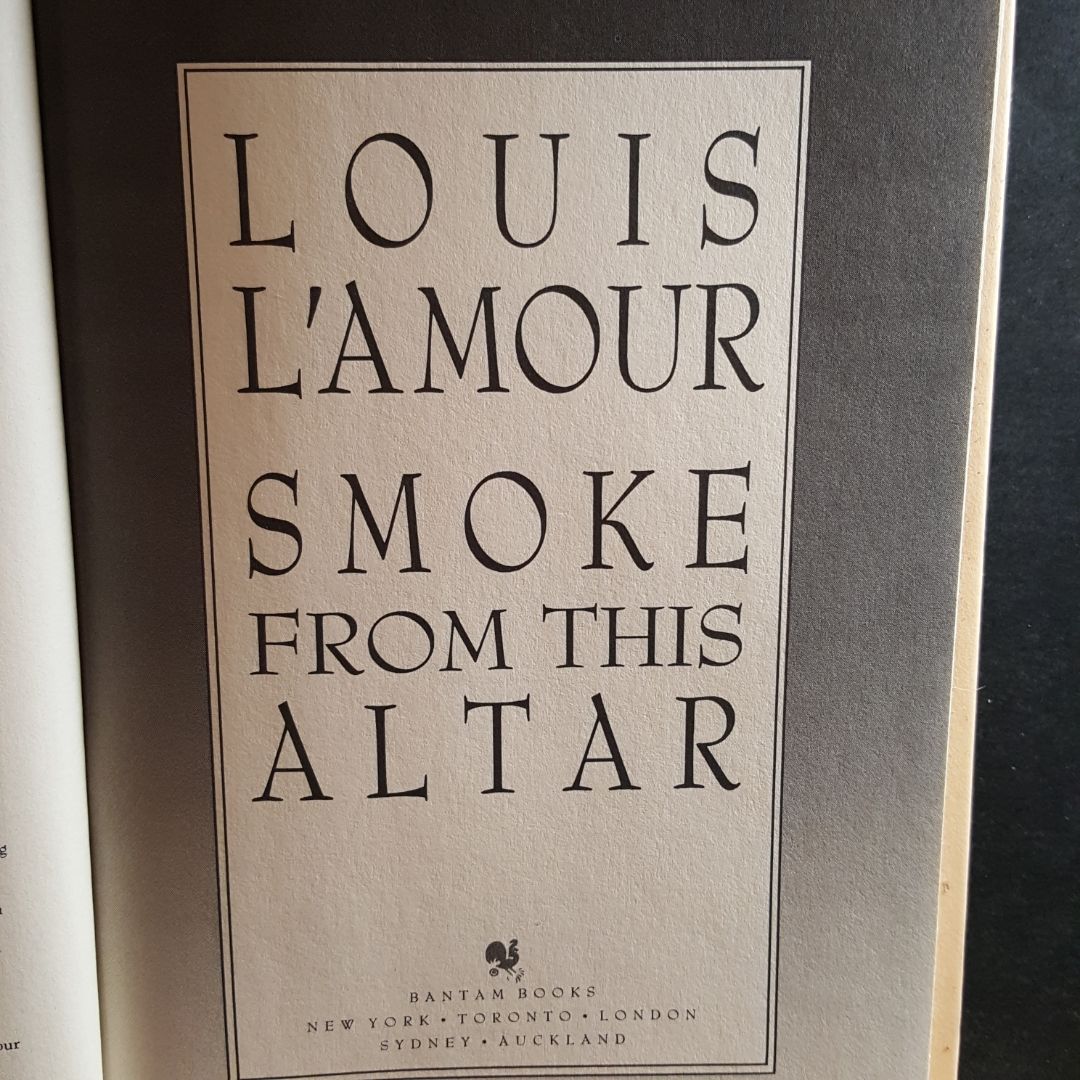 LOUIS
L'AMOUR
SMOKE
FROM THIS
ALTAR
BANTAM BOOKS
NEW YORK • TORONTO • LONDON
SYDNEY • AUCKLAND